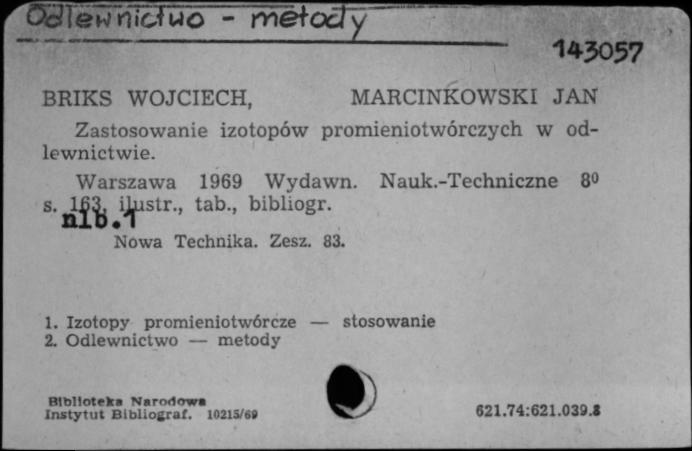 Odlewnictwo - metody
143057
BRIKS WOJCIECH, MARCINKOWSKI JAN
Zastosowanie izotopów promieniotwórczych w od-
lewnictwie.
Warszawa 1969 Wydawn. Nauk.-Techniczne 8⁰
s. 163, ilustr., tab., bibliogr.
nlb.1
Nowa Technika. Zesz. 83.
1. Izotopy promieniotwórcze — stosowanie
2. Odlewnictwo — metody
Biblioteka Narodowa
Instytut Bibliograf. 10215/69
621.74:621.039.8